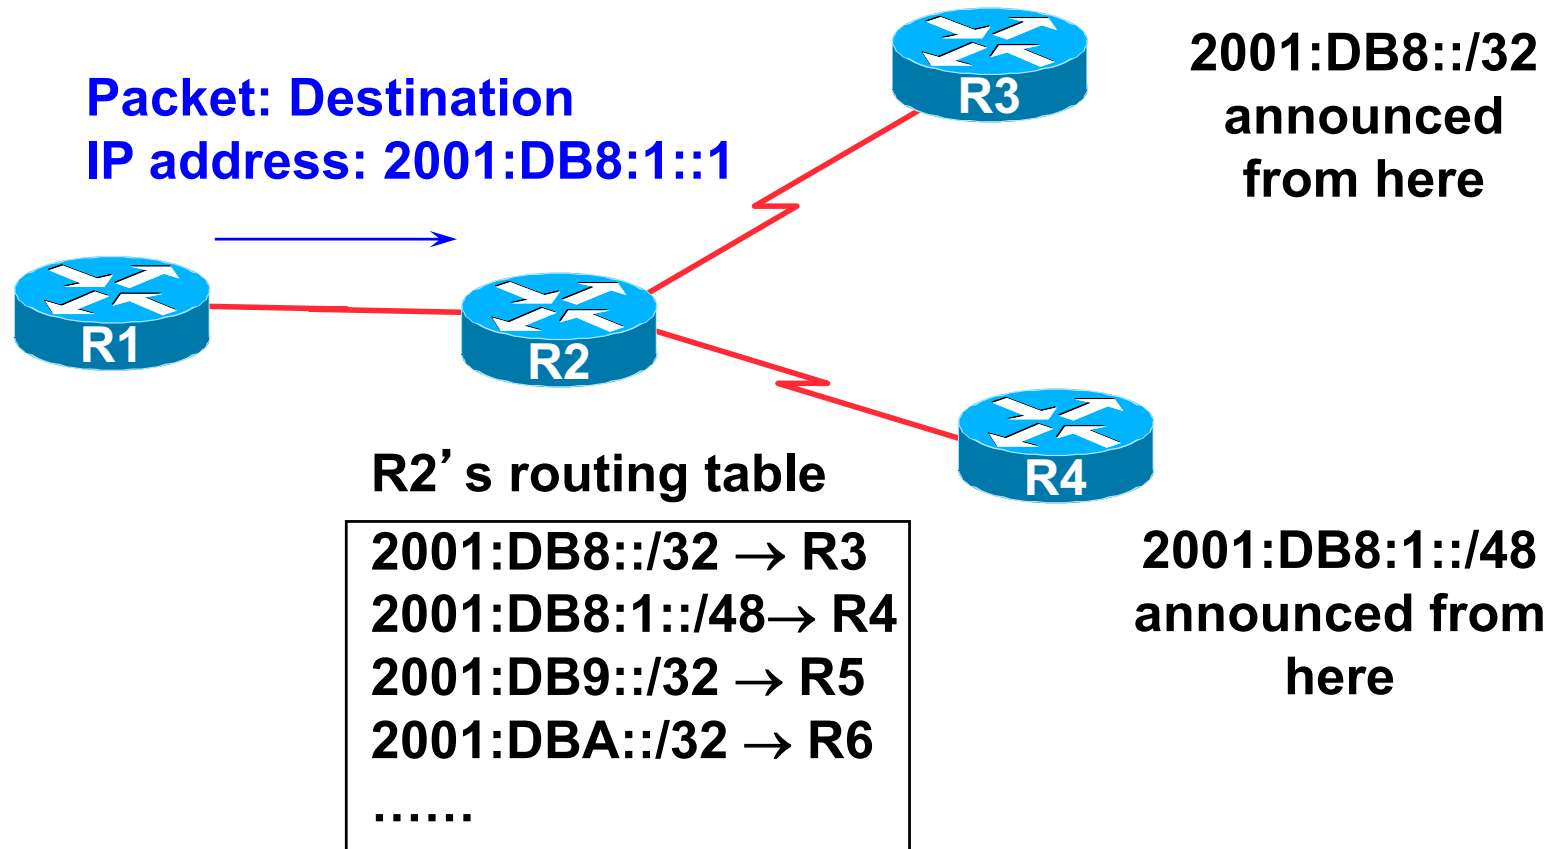 Packet: Destination
IP address: 2001:DB8:1::1
R3
2001:DB8::/32
announced
from here
R1
R2
R4
2001:DB8:1::/48
announced from
here
R2’ s routing table
2001:DB8::/32 → R3
2001:DB8:1::/48→ R4
2001:DB9::/32 → R5
2001:DBA::/32 → R6
……